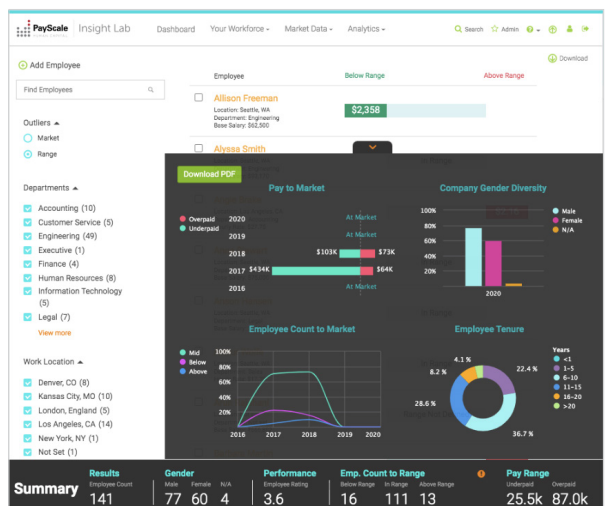 PayScale Insight Lab Dashboard Your Workforce Market Data Analytics Search Admin
Download
Add Employee
Find Employees
Outliers
Market
Range
Departments
Accounting (10)
Customer Service (5)
Engineering (49)
Executive (1)
Finance (4)
Human Resources (8)
Information Technology
(5)
Legal (7)
View more
Work Location
Denver, CO (8)
Kansas City, MO (10)
London, England (5)
Los Angeles, CA (14)
New York, NY (1)
Not Set (1)
Employee Below Range Above Range
Allison Freeman
Location: Seattle, WA
Department: Engineering
Base Salary: $62,500
$2,358
Alyssa Smith
Download PDF
Pay to Market
Overpaid
Underpaid
2020 At Market
2019 At Market
2018 $103K $73K
2017 $434K $64K
2016 At Market
Company Gender Diversity
100%
80%
60%
40%
20%
2020
Male
Female
N/A
Employee Count to Market
Mid
Below
Above
100%
80%
60%
40%
20%
2016 2017 2018 2019 2020
Employee Tenure
4.1 %
8.2 %
22.4 %
28.6 %
36.7 %
Years
<1
1-5
6-10
11-15
16-20
>20
Summary
Results
Employee Count
141
Gender
Male Female N/A
77 60 4
Performance
Employee Rating
3.6
Emp. Count to Range
Below Range In Range Above Range
16 111 13
Pay Range
Underpaid Overpaid
25.5k 87.0k